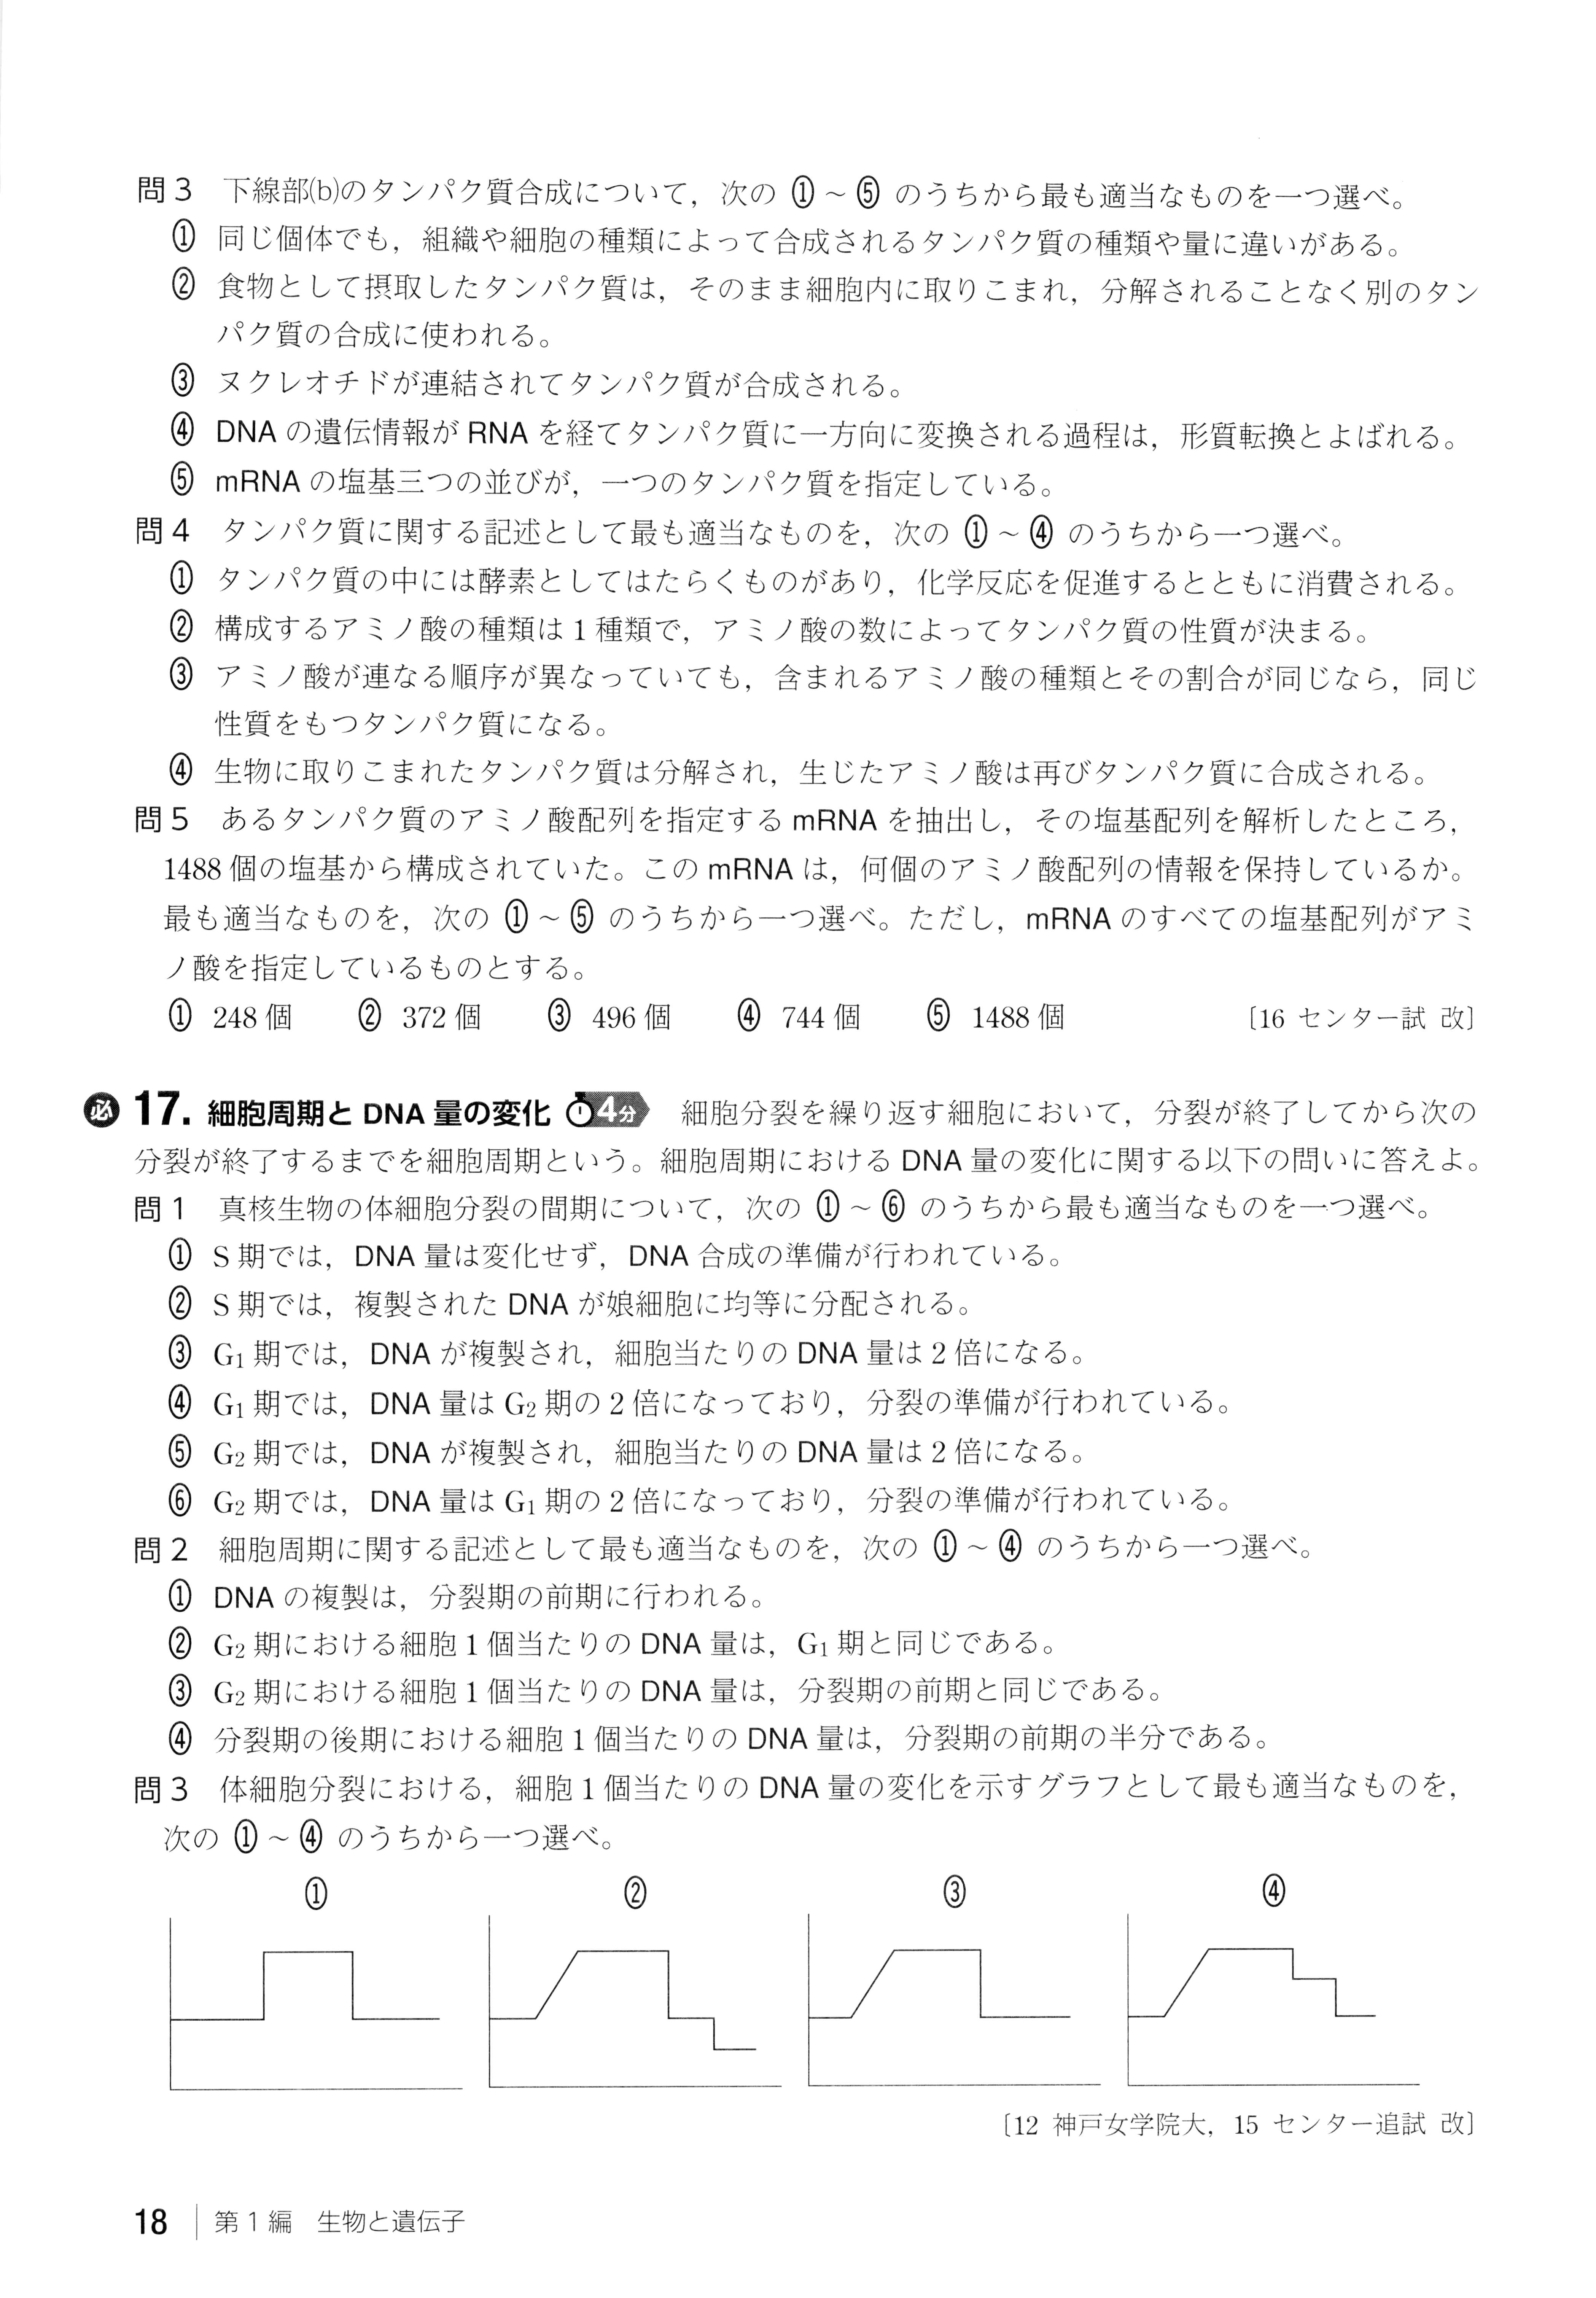 問3　下線部(b)のタンパク質合成について，次の ① ～ ⑤ のうちから最も適当なものを一つ選べ。
① 同じ個体でも，組織や細胞の種類によって合成されるタンパク質の種類や量に違いがある。
② 食物として摂取したタンパク質は，そのまま細胞内に取りこまれ，分解されることなく別のタン
パク質の合成に使われる。
③ ヌクレオチドが連結されてタンパク質が合成される。
④ DNA の遺伝情報が RNA を経てタンパク質に一方向に変換される過程は，形質転換とよばれる。
⑤ mRNA の塩基三つの並びが，一つのタンパク質を指定している。
問4　タンパク質に関する記述として最も適当なものを，次の ① ～ ④ のうちから一つ選べ。
① タンパク質の中には酵素としてはたらくものがあり，化学反応を促進するとともに消費される。
② 構成するアミノ酸の種類は1種類で，アミノ酸の数によってタンパク質の性質が決まる。
③ アミノ酸が連なる順序が異なっていても，含まれるアミノ酸の種類とその割合が同じなら，同じ
性質をもつタンパク質になる。
④ 生物に取りこまれたタンパク質は分解され，生じたアミノ酸は再びタンパク質に合成される。
問5　あるタンパク質のアミノ酸配列を指定する mRNA を抽出し，その塩基配列を解析したところ，
1488 個の塩基から構成されていた。この mRNA は，何個のアミノ酸配列の情報を保持しているか。
最も適当なものを，次の ① ～ ⑤ のうちから一つ選べ。ただし，mRNA のすべての塩基配列がアミ
ノ酸を指定しているものとする。
① 248 個　② 372 個　③ 496 個　④ 744 個　⑤ 1488 個　〔16 センター試 改〕
必 17. 細胞周期と DNA 量の変化 4分　細胞分裂を繰り返す細胞において，分裂が終了してから次の
分裂が終了するまでを細胞周期という。細胞周期における DNA 量の変化に関する以下の問いに答えよ。
問1　真核生物の体細胞分裂の間期について，次の ① ～ ⑥ のうちから最も適当なものを一つ選べ。
① S 期では，DNA 量は変化せず，DNA 合成の準備が行われている。
② S 期では，複製された DNA が娘細胞に均等に分配される。
③ G1 期では，DNA が複製され，細胞当たりの DNA 量は2倍になる。
④ G1 期では，DNA 量は G2 期の2倍になっており，分裂の準備が行われている。
⑤ G2 期では，DNA が複製され，細胞当たりの DNA 量は2倍になる。
⑥ G2 期では，DNA 量は G1 期の2倍になっており，分裂の準備が行われている。
問2　細胞周期に関する記述として最も適当なものを，次の ① ～ ④ のうちから一つ選べ。
① DNA の複製は，分裂期の前期に行われる。
② G2 期における細胞1個当たりの DNA 量は，G1 期と同じである。
③ G2 期における細胞1個当たりの DNA 量は，分裂期の前期と同じである。
④ 分裂期の後期における細胞1個当たりの DNA 量は，分裂期の前期の半分である。
問3　体細胞分裂における，細胞1個当たりの DNA 量の変化を示すグラフとして最も適当なものを，
次の ① ～ ④ のうちから一つ選べ。
①　②　③　④
〔12 神戸女学院大，15 センター追試 改〕
18　第1編　生物と遺伝子